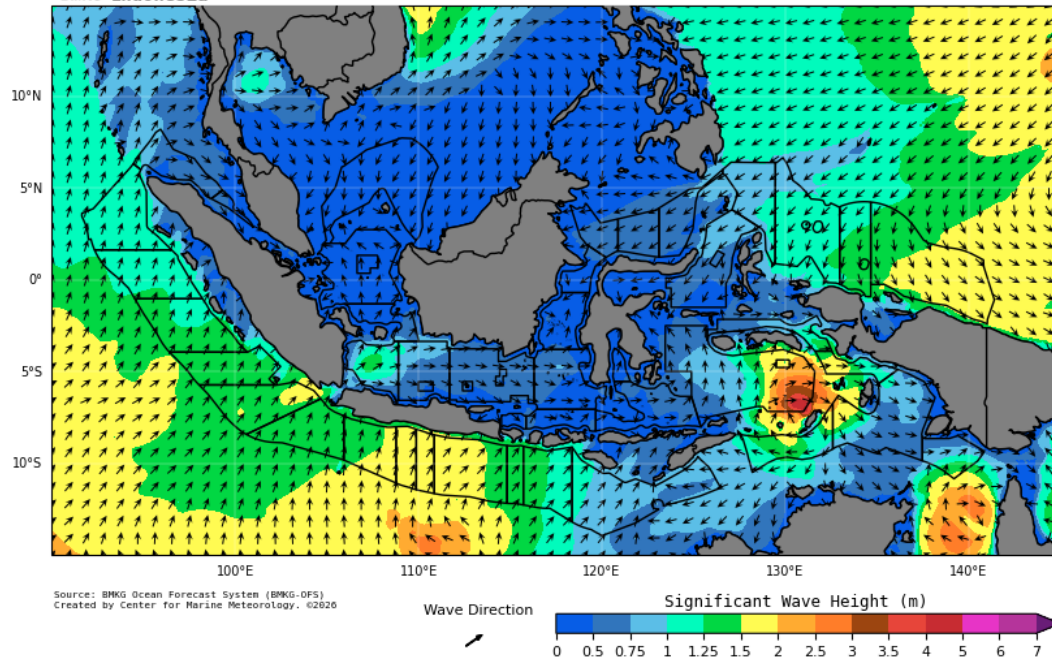 10°N
5°N
0°
5°S
10°S
100°E 110°E 120°E 130°E 140°E
Source: BMKG Ocean Forecast System (BMKG-OFS)
Created by Center for Marine Meteorology. ©2026
Wave Direction
Significant Wave Height (m)
0 0.5 0.75 1 1.25 1.5 2 2.5 3 3.5 4 5 6 7